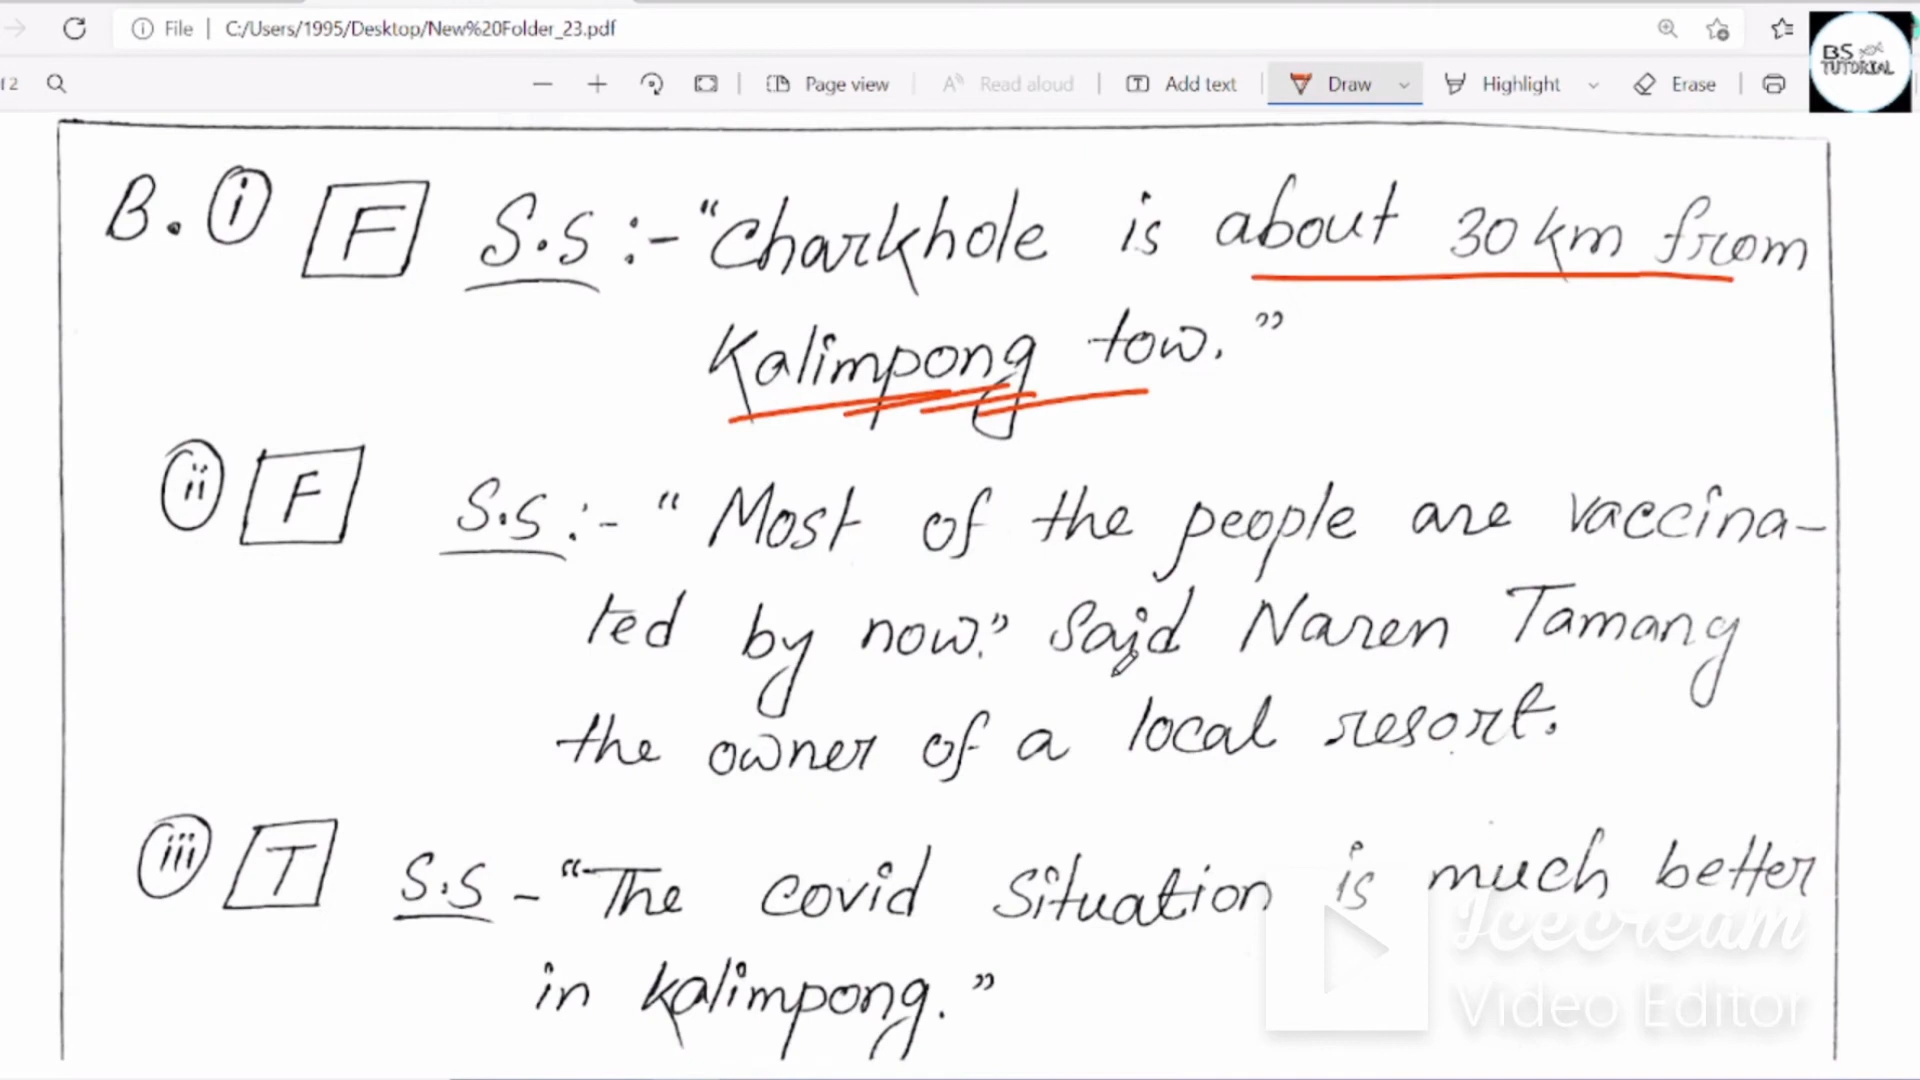 File | C:/Users/1995/Desktop/New%20Folder_23.pdf
f 2 Page view Read aloud Add text Draw Highlight Erase
BS TUTORIAL
B. i F S.S :- "Charkhole is about 30 km from
Kalimpong tow."
ii F S.S :- "Most of the people are vaccina-
ted by now." Said Naren Tamang
the owner of a local resort.
iii T S.S - "The covid situation is much better
in Kalimpong."
Icecream
Video Editor